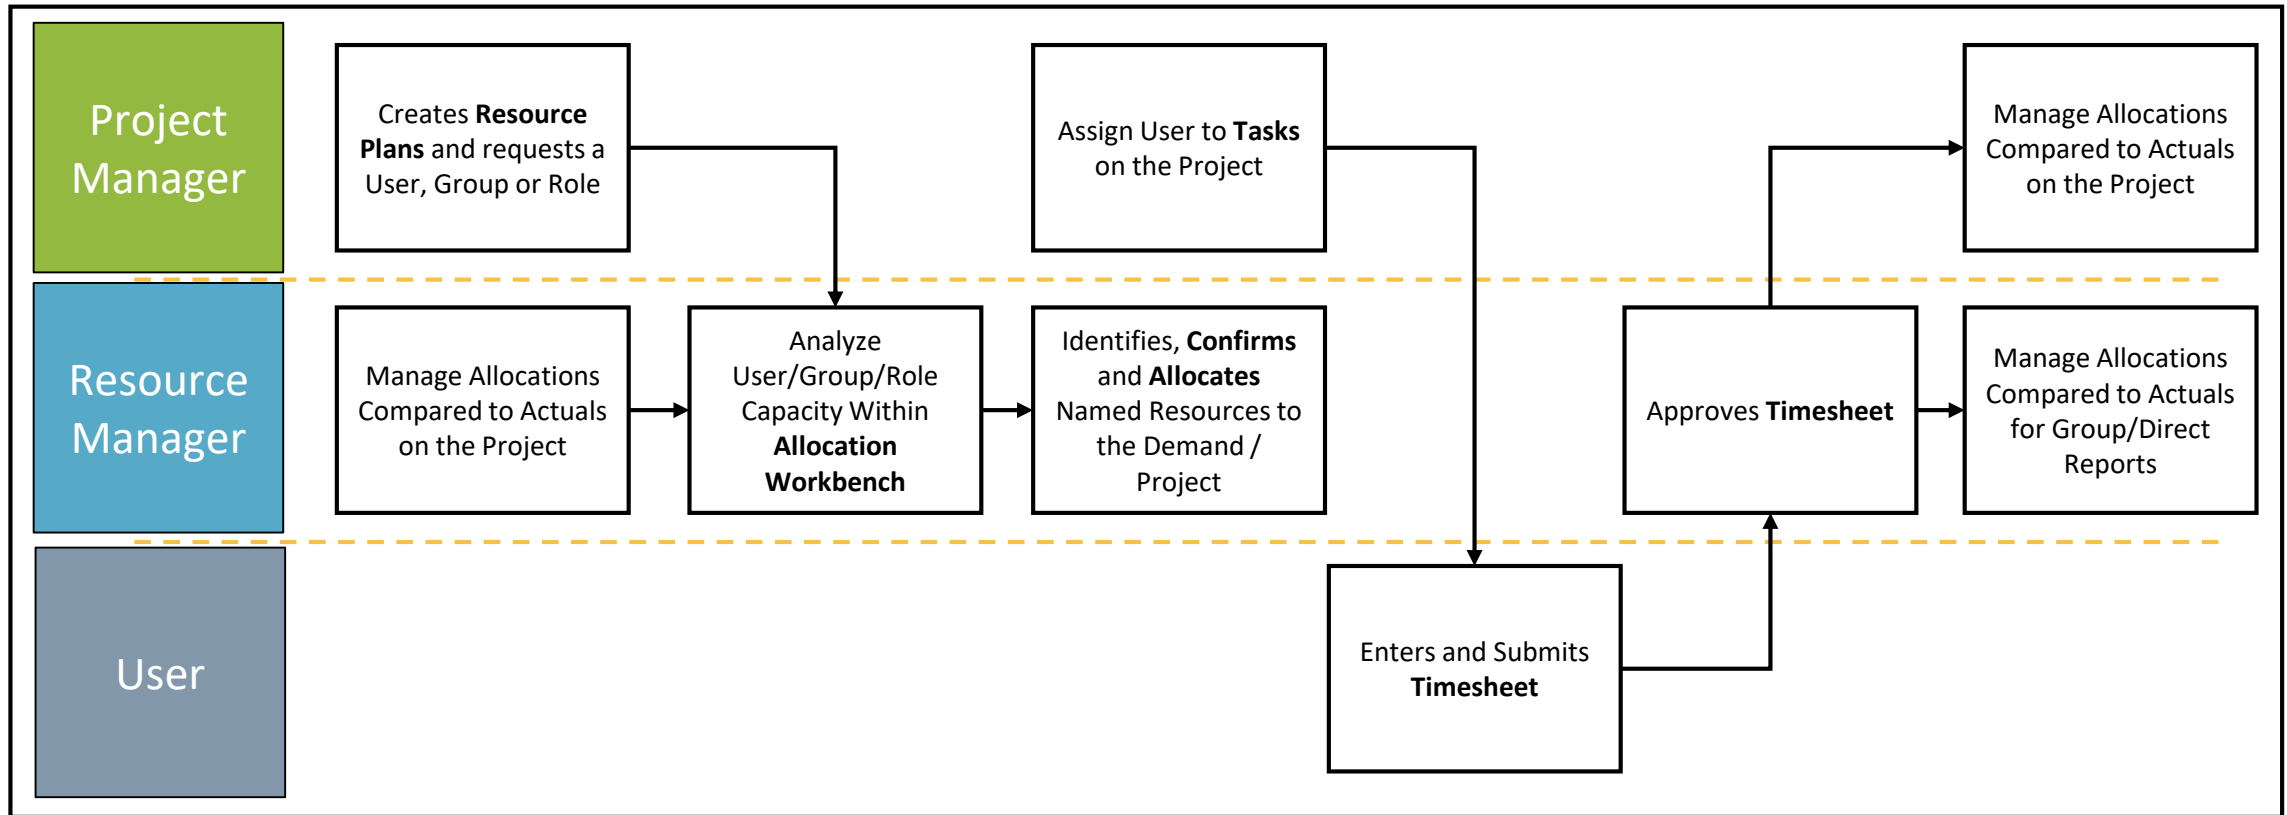 Project
Manager
Creates Resource
Plans and requests a
User, Group or Role
Assign User to Tasks
on the Project
Manage Allocations
Compared to Actuals
on the Project
Resource
Manager
Manage Allocations
Compared to Actuals
on the Project
Analyze
User/Group/Role
Capacity Within
Allocation
Workbench
Identifies, Confirms
and Allocates
Named Resources to
the Demand /
Project
Approves Timesheet
Manage Allocations
Compared to Actuals
for Group/Direct
Reports
User
Enters and Submits
Timesheet